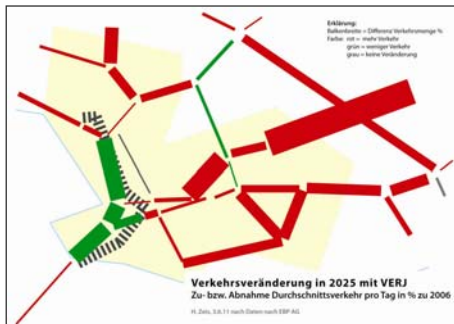 Erklärung:
Balkenbreite = Differenz Verkehrsmenge %
Farbe: rot = mehr Verkehr
grün = weniger Verkehr
grau = keine Veränderung
Verkehrsveränderung in 2025 mit VERJ
Zu- bzw. Abnahme Durchschnittsverkehr pro Tag in % zu 2006
H. Zets, 3.6.11 nach Daten nach EBP AG